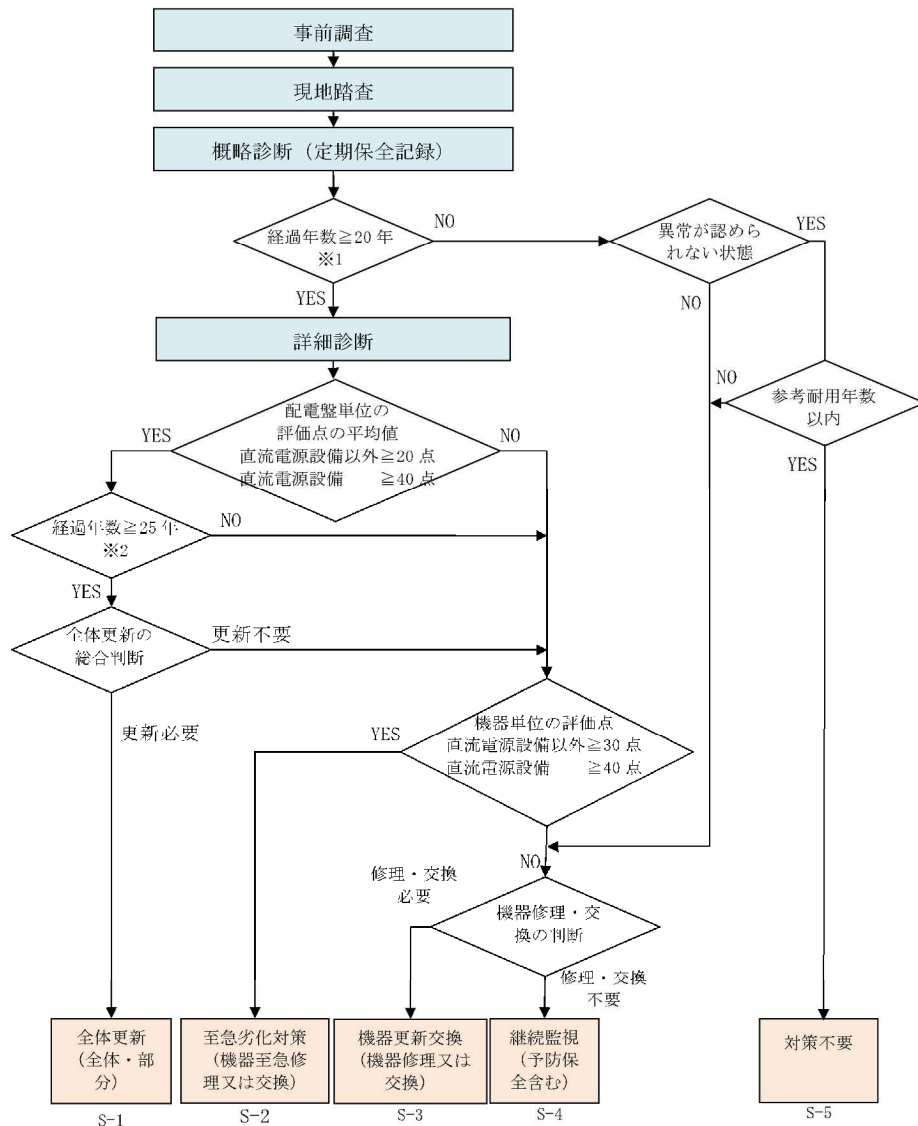 事前調査
現地踏査
概略診断（定期保全記録）
経過年数≧20年
※1
NO
YES
異常が認めら
れない状態
YES
NO
詳細診断
参考耐用年数
以内
NO
YES
配電盤単位の
評価点の平均値
直流電源設備以外≧20点
直流電源設備　　≧40点
YES
NO
経過年数≧25年
※2
NO
YES
全体更新の
総合判断
更新不要
更新必要
機器単位の評価点
直流電源設備以外≧30点
直流電源設備　　≧40点
YES
NO
修理・交換
必要
機器修理・交
換の判断
修理・交換
不要
全体更新
（全体・部
分）
S-1
至急劣化対策
（機器至急修
理又は交換）
S-2
機器更新交換
（機器修理又は
交換）
S-3
継続監視
（予防保
全含む）
S-4
対策不要
S-5